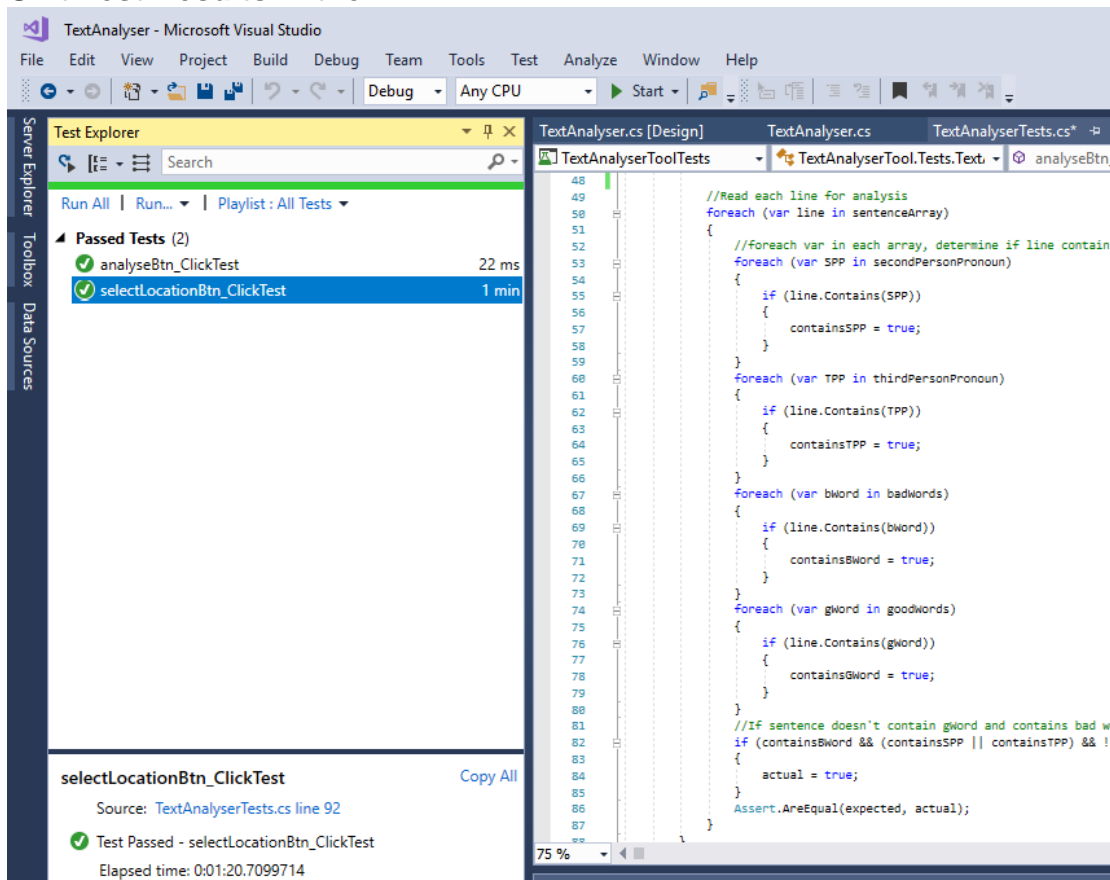 TextAnalyser - Microsoft Visual Studio
File Edit View Project Build Debug Team Tools Test Analyze Window Help
Debug Any CPU Start
Server Explorer
Toolbox
Data Sources
Test Explorer
Search
Run All | Run... | Playlist : All Tests
Passed Tests (2)
analyseBtn_ClickTest 22 ms
selectLocationBtn_ClickTest 1 min
selectLocationBtn_ClickTest Copy All
Source: TextAnalyserTests.cs line 92
Test Passed - selectLocationBtn_ClickTest
Elapsed time: 0:01:20.7099714
TextAnalyser.cs [Design] TextAnalyser.cs TextAnalyserTests.cs*
TextAnalyserToolTests TextAnalyserTool.Tests.Text analyseBtn_
48
49 //Read each line for analysis
50 foreach (var line in sentenceArray)
51 {
52 //foreach var in each array, determine if line contain
53 foreach (var SPP in secondPersonPronoun)
54 {
55 if (line.Contains(SPP))
56 {
57 containsSPP = true;
58 }
59 }
60 foreach (var TPP in thirdPersonPronoun)
61 {
62 if (line.Contains(TPP))
63 {
64 containsTPP = true;
65 }
66 }
67 foreach (var bWord in badWords)
68 {
69 if (line.Contains(bWord))
70 {
71 containsBWord = true;
72 }
73 }
74 foreach (var gWord in goodWords)
75 {
76 if (line.Contains(gWord))
77 {
78 containsGWord = true;
79 }
80 }
81 //If sentence doesn't contain gWord and contains bad w
82 if (containsBWord && (containsSPP || containsTPP) && !
83 {
84 actual = true;
85 }
86 Assert.AreEqual(expected, actual);
87 }
88 }
75 %